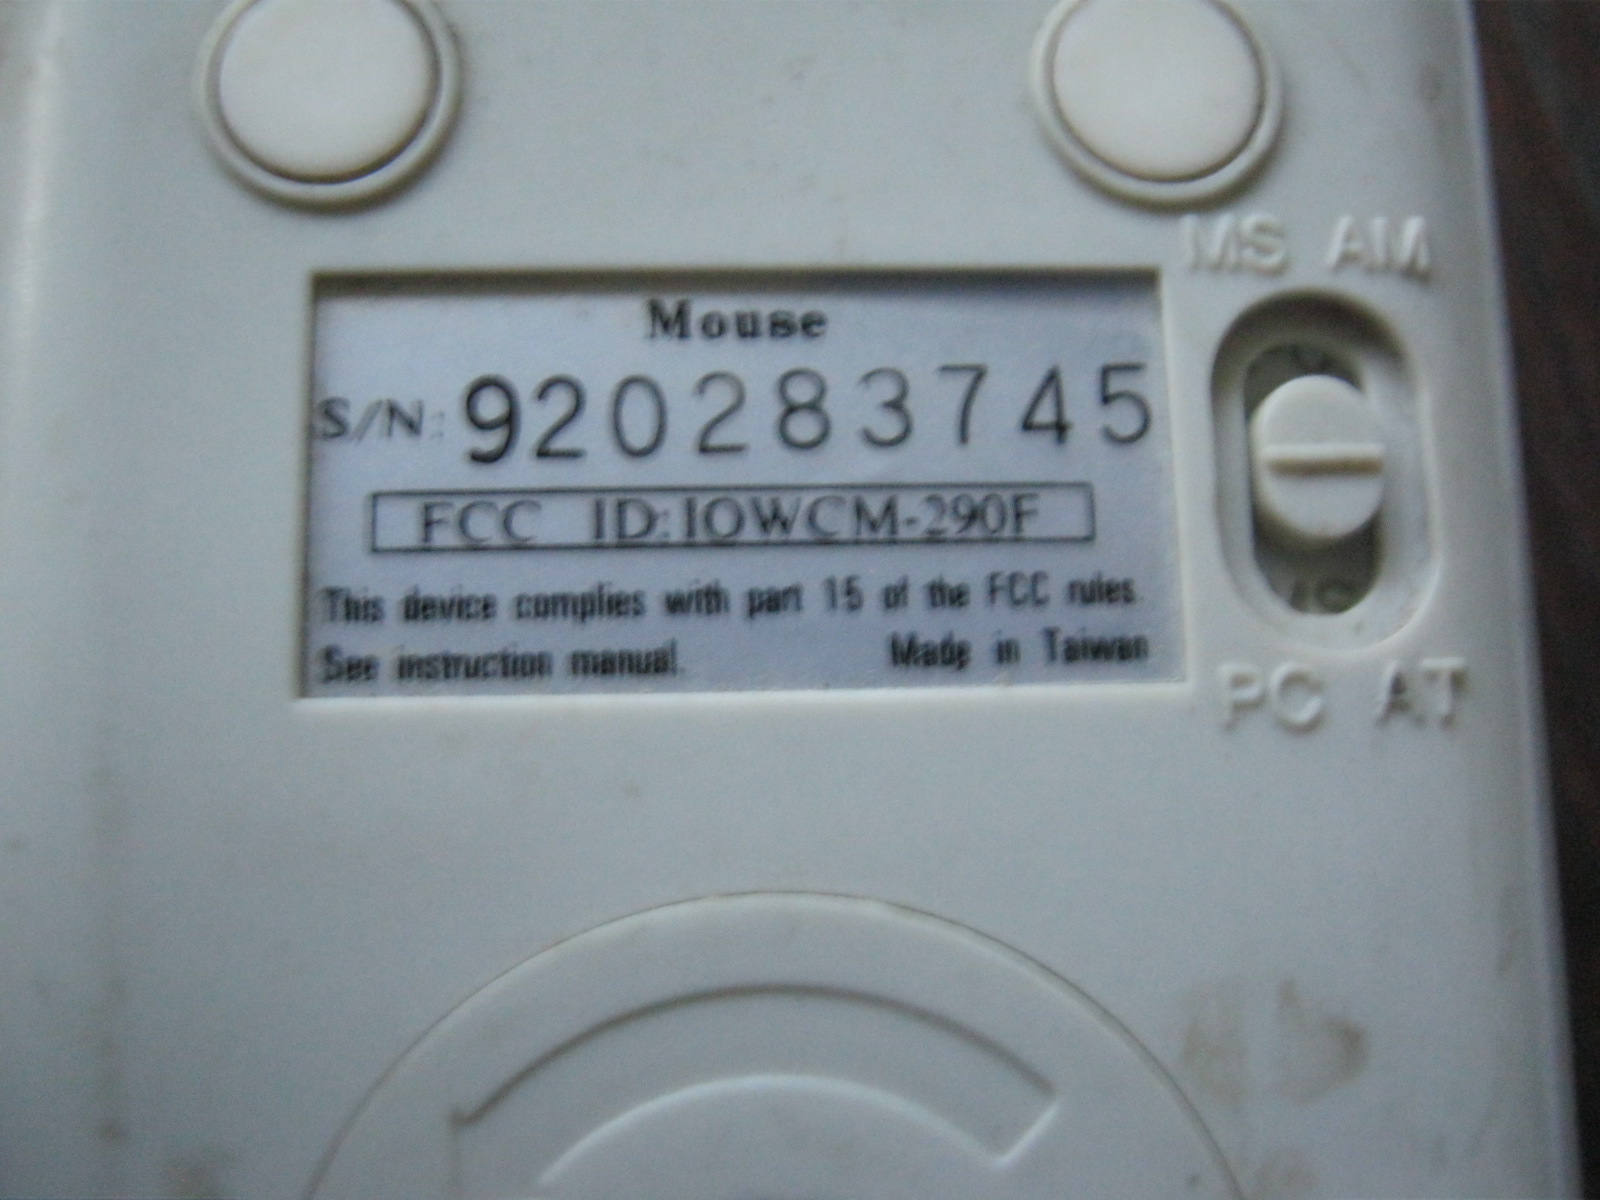 MS AM
Mouse
S/N: 920283745
FCC ID: IOWCM-290F
This device complies with part 15 of the FCC rules.
See instruction manual. Made in Taiwan
PC AT